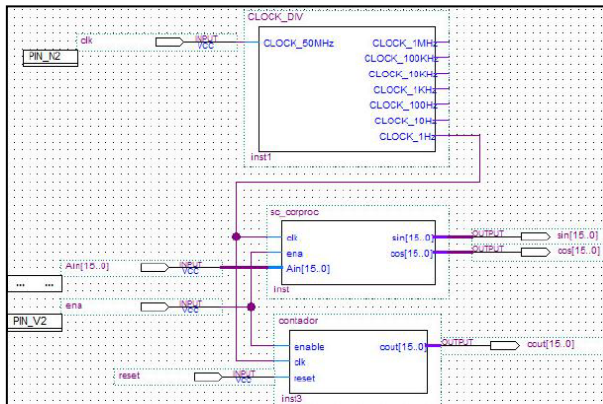 CLOCK_DIV
clk INPUT VCC CLOCK_50MHz CLOCK_1MHz
PIN_N2 CLOCK_100KHz
CLOCK_10KHz
CLOCK_1KHz
CLOCK_100Hz
CLOCK_10Hz
CLOCK_1Hz
inst1
sc_corproc
clk sin[15..0] OUTPUT sin[15..0]
ena cos[15..0] OUTPUT cos[15..0]
Ain[15..0] INPUT VCC Ain[15..0]
... ... inst
ena INPUT VCC
PIN_V2 contador
enable cout[15..0] OUTPUT cout[15..0]
clk
reset INPUT VCC reset
inst3